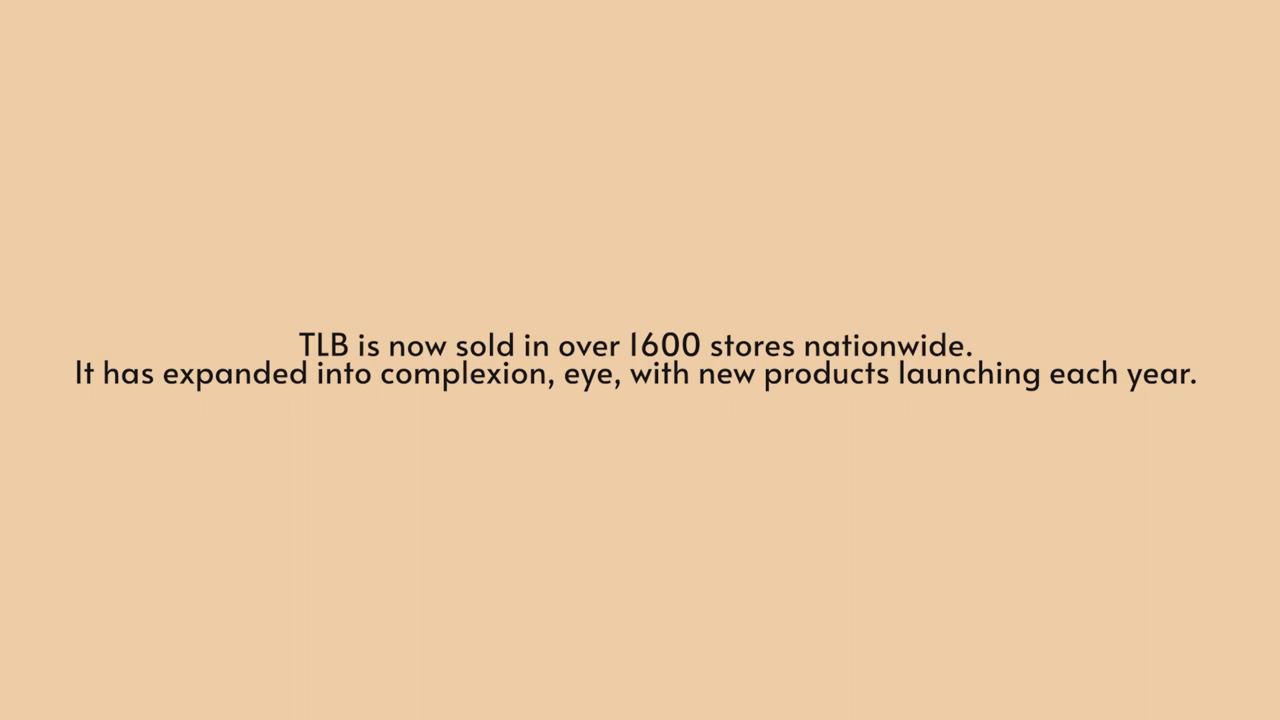 TLB is now sold in over 1600 stores nationwide.
It has expanded into complexion, eye, with new products launching each year.